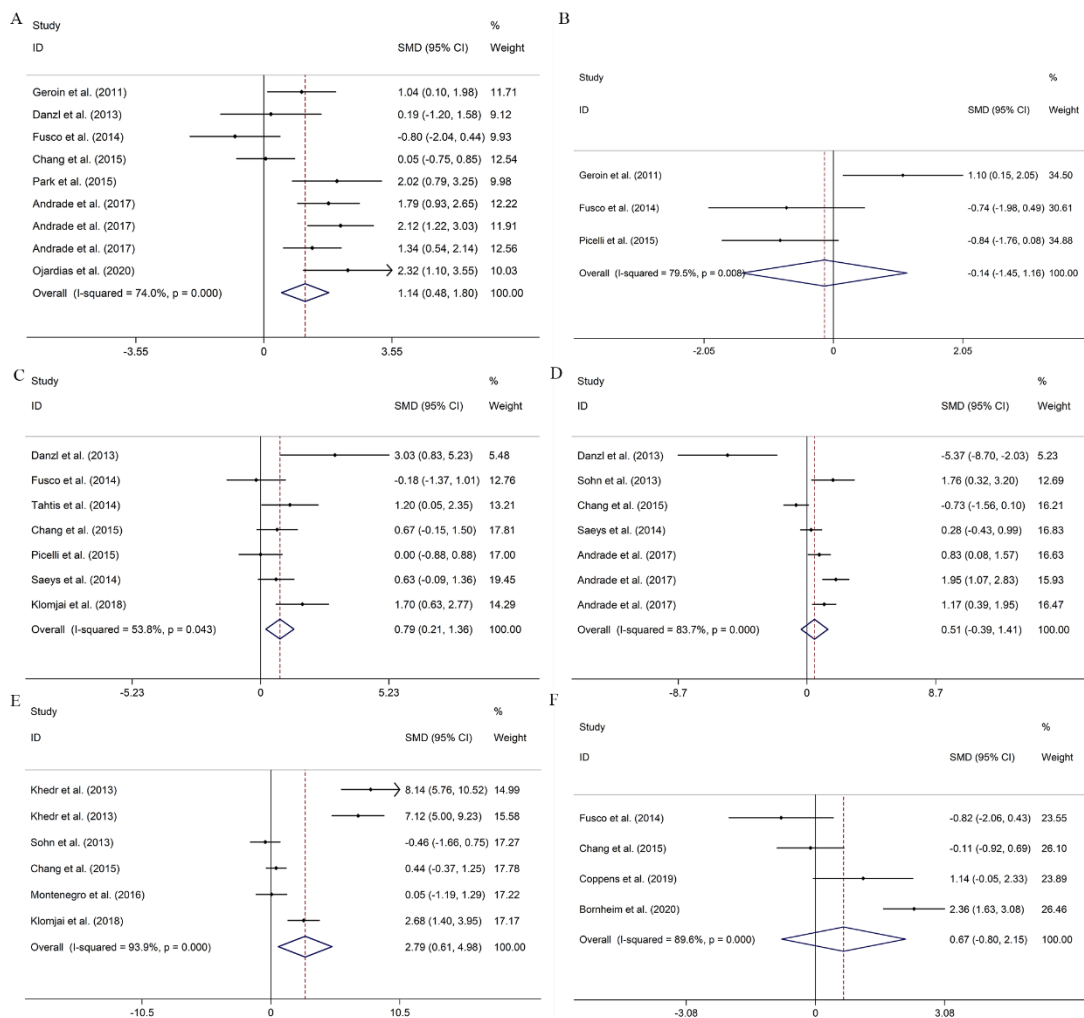 A
Study %
ID SMD (95% CI) Weight
Geroin et al. (2011) 1.04 (0.10, 1.98) 11.71
Danzl et al. (2013) 0.19 (-1.20, 1.58) 9.12
Fusco et al. (2014) -0.80 (-2.04, 0.44) 9.93
Chang et al. (2015) 0.05 (-0.75, 0.85) 12.54
Park et al. (2015) 2.02 (0.79, 3.25) 9.98
Andrade et al. (2017) 1.79 (0.93, 2.65) 12.22
Andrade et al. (2017) 2.12 (1.22, 3.03) 11.91
Andrade et al. (2017) 1.34 (0.54, 2.14) 12.56
Ojardias et al. (2020) 2.32 (1.10, 3.55) 10.03
Overall (I-squared = 74.0%, p = 0.000) 1.14 (0.48, 1.80) 100.00
-3.55 0 3.55
B
Study %
ID SMD (95% CI) Weight
Geroin et al. (2011) 1.10 (0.15, 2.05) 34.50
Fusco et al. (2014) -0.74 (-1.98, 0.49) 30.61
Picelli et al. (2015) -0.84 (-1.76, 0.08) 34.88
Overall (I-squared = 79.5%, p = 0.008) -0.14 (-1.45, 1.16) 100.00
-2.05 0 2.05
C
Study %
ID SMD (95% CI) Weight
Danzl et al. (2013) 3.03 (0.83, 5.23) 5.48
Fusco et al. (2014) -0.18 (-1.37, 1.01) 12.76
Tahtis et al. (2014) 1.20 (0.05, 2.35) 13.21
Chang et al. (2015) 0.67 (-0.15, 1.50) 17.81
Picelli et al. (2015) 0.00 (-0.88, 0.88) 17.00
Saeys et al. (2014) 0.63 (-0.09, 1.36) 19.45
Klomjai et al. (2018) 1.70 (0.63, 2.77) 14.29
Overall (I-squared = 53.8%, p = 0.043) 0.79 (0.21, 1.36) 100.00
-5.23 0 5.23
D
Study %
ID SMD (95% CI) Weight
Danzl et al. (2013) -5.37 (-8.70, -2.03) 5.23
Sohn et al. (2013) 1.76 (0.32, 3.20) 12.69
Chang et al. (2015) -0.73 (-1.56, 0.10) 16.21
Saeys et al. (2014) 0.28 (-0.43, 0.99) 16.83
Andrade et al. (2017) 0.83 (0.08, 1.57) 16.63
Andrade et al. (2017) 1.95 (1.07, 2.83) 15.93
Andrade et al. (2017) 1.17 (0.39, 1.95) 16.47
Overall (I-squared = 83.7%, p = 0.000) 0.51 (-0.39, 1.41) 100.00
-8.7 0 8.7
E
Study %
ID SMD (95% CI) Weight
Khedr et al. (2013) 8.14 (5.76, 10.52) 14.99
Khedr et al. (2013) 7.12 (5.00, 9.23) 15.58
Sohn et al. (2013) -0.46 (-1.66, 0.75) 17.27
Chang et al. (2015) 0.44 (-0.37, 1.25) 17.78
Montenegro et al. (2016) 0.05 (-1.19, 1.29) 17.22
Klomjai et al. (2018) 2.68 (1.40, 3.95) 17.17
Overall (I-squared = 93.9%, p = 0.000) 2.79 (0.61, 4.98) 100.00
-10.5 0 10.5
F
Study %
ID SMD (95% CI) Weight
Fusco et al. (2014) -0.82 (-2.06, 0.43) 23.55
Chang et al. (2015) -0.11 (-0.92, 0.69) 26.10
Coppens et al. (2019) 1.14 (-0.05, 2.33) 23.89
Bornheim et al. (2020) 2.36 (1.63, 3.08) 26.46
Overall (I-squared = 89.6%, p = 0.000) 0.67 (-0.80, 2.15) 100.00
-3.08 0 3.08